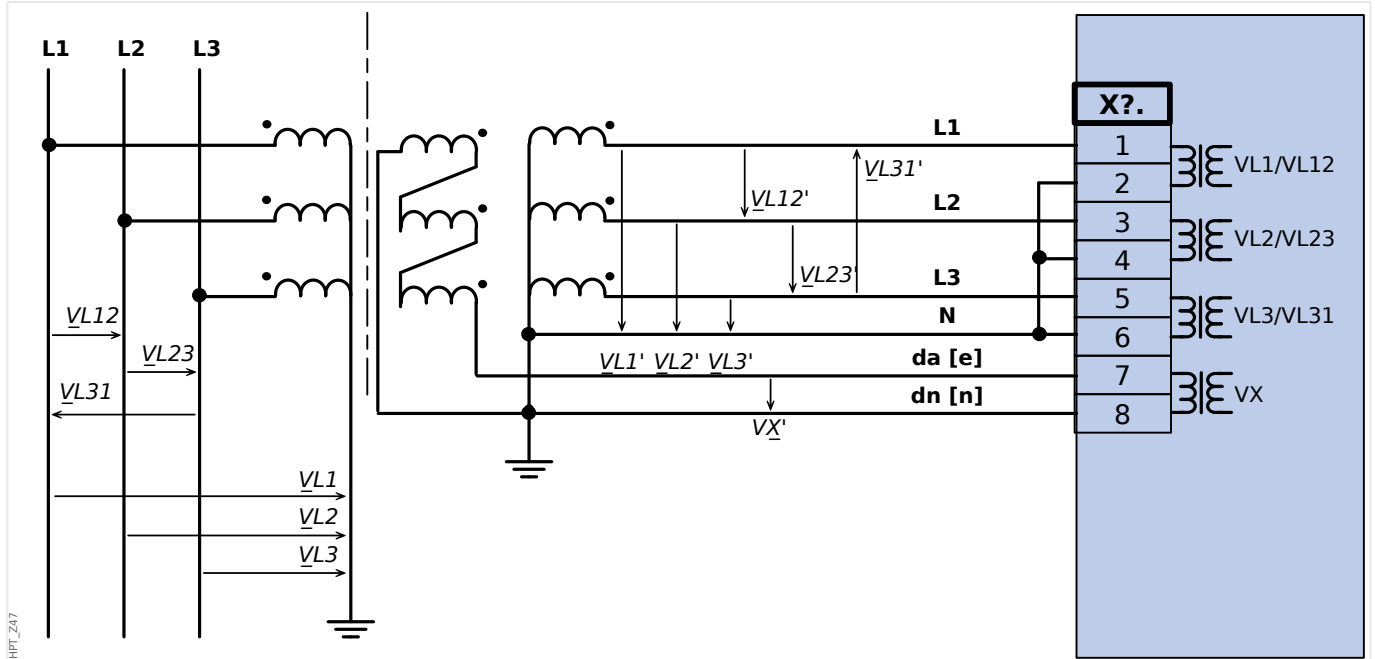 L1 L2 L3
X?.
L1
1
VL1/VL12
VL31'
2
VL12'
L2
3
VL2/VL23
4
VL23'
L3
5
VL3/VL31
N
6
VL12
VL23
VL1' VL2' VL3'
da [e]
7
VL31
dn [n]
VX
8
VX'
VL1
VL2
VL3
HPT_Z47